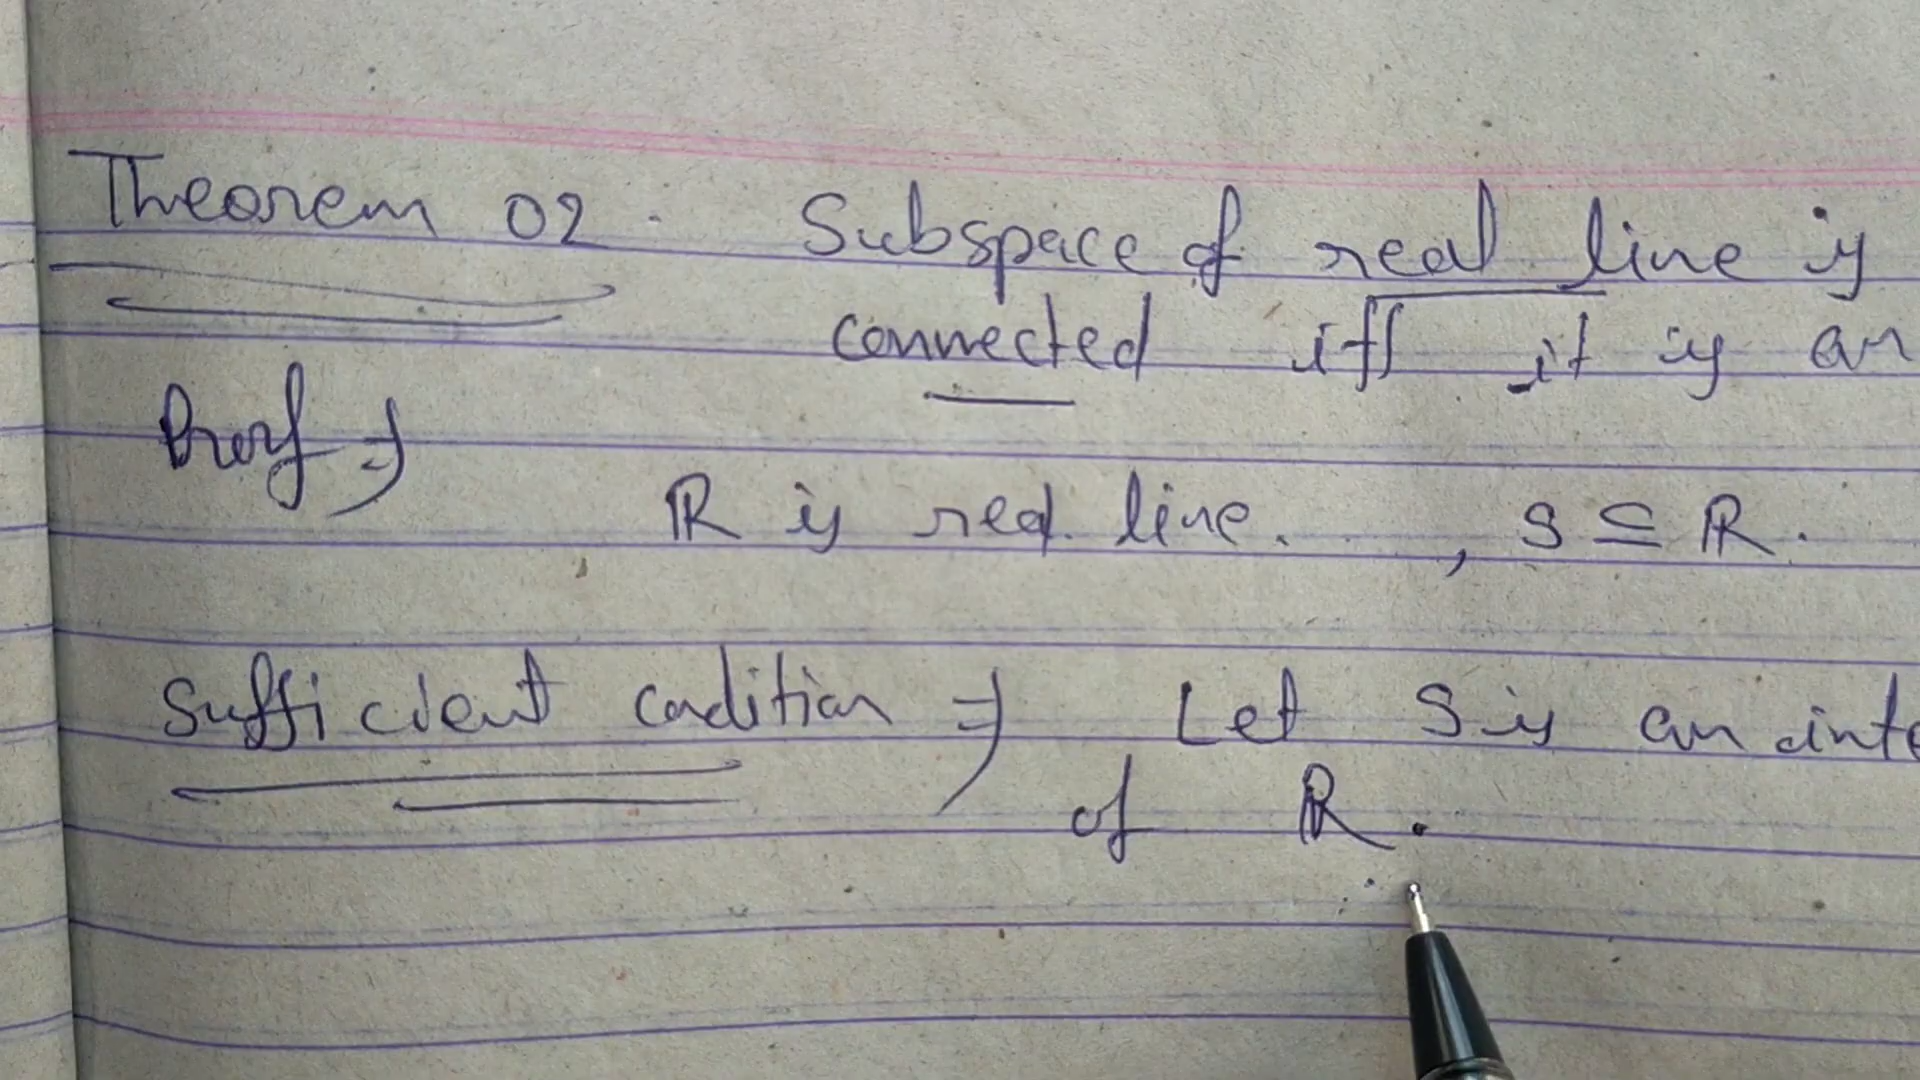 Theorem 02. Subspace of real line is
connected iff it is an
Proof ⇒
R is real line. , S ⊆ R.
Sufficient condition ⇒ Let S is an inte
of R.